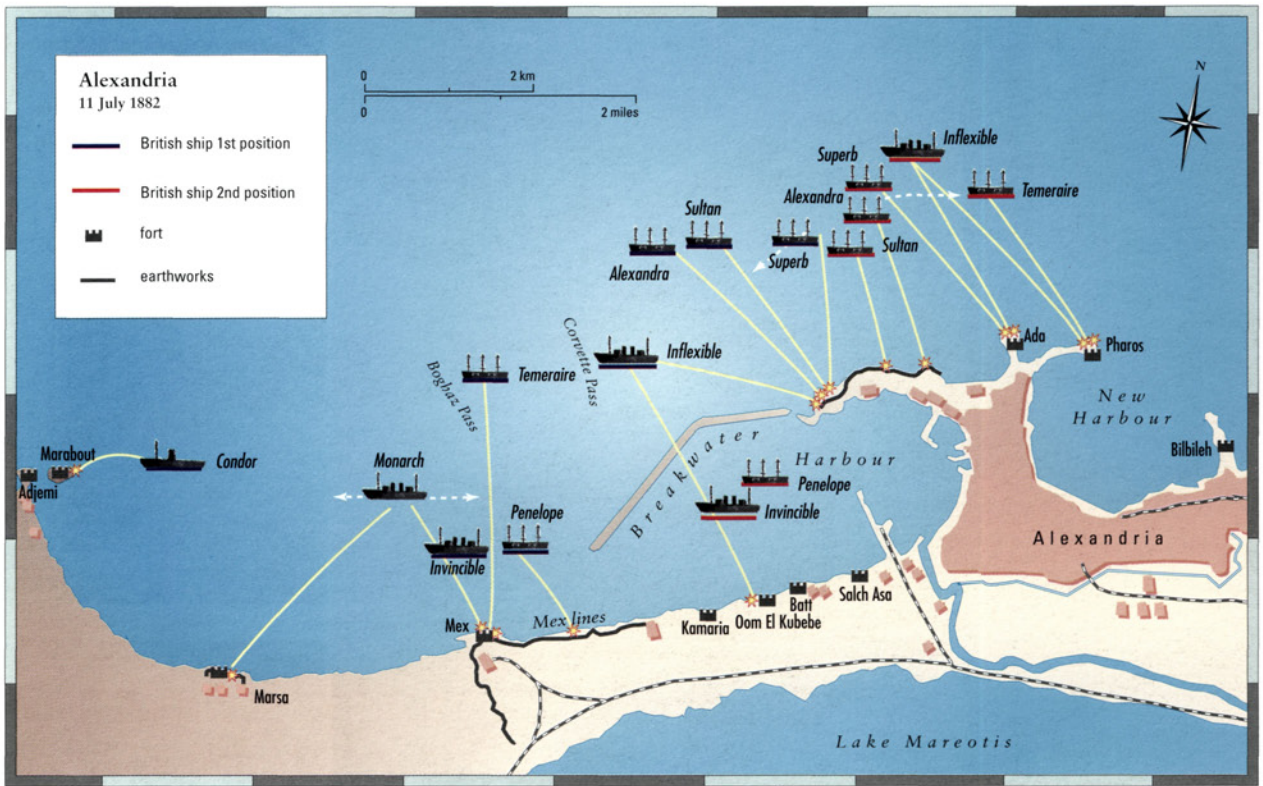 Alexandria
11 July 1882
British ship 1st position
British ship 2nd position
fort
earthworks
0 2 km
0 2 miles
N
Inflexible
Superb
Temeraire
Alexandra
Sultan
Sultan
Superb
Alexandra
Corvette Pass
Inflexible
Ada
Pharos
Boghaz Pass
Temeraire
New
Harbour
Breakwater
Harbour
Bilbileh
Marabout
Condor
Monarch
Adjemi
Penelope
Penelope
Invincible
Invincible
Alexandria
Batt
Salch Asa
Mex
Mex lines
Kamaria
Oom El Kubebe
Marsa
Lake Mareotis